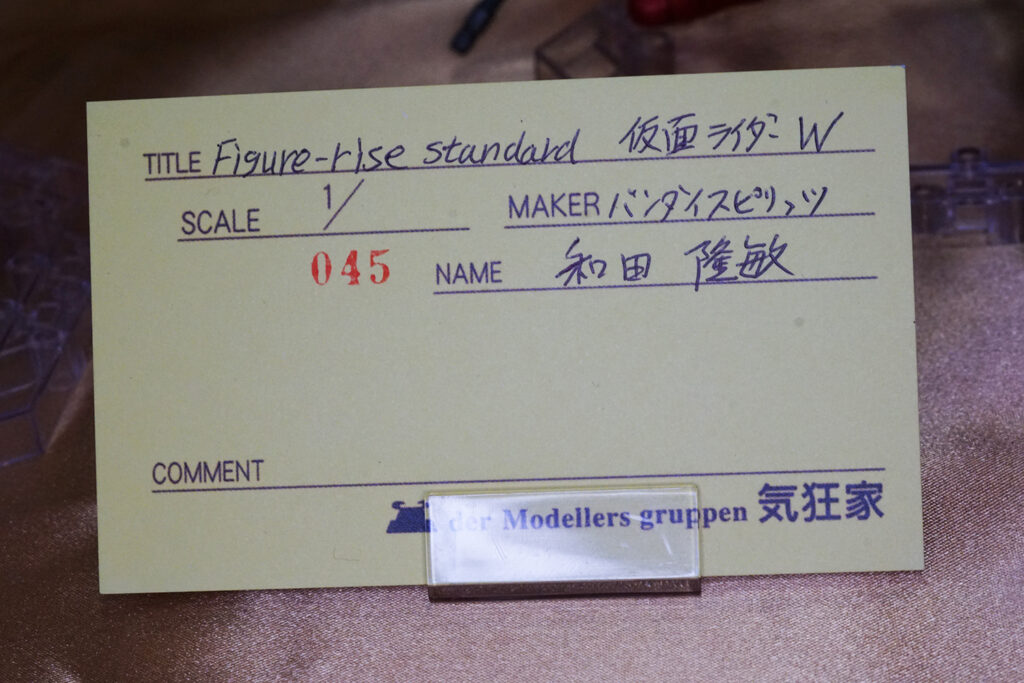 TITLE Figure-rise standard 仮面ライダーW
SCALE 1/ MAKER バンダイスピリッツ
045 NAME 和田 隆敏
COMMENT
der Modellers gruppen 気狂家